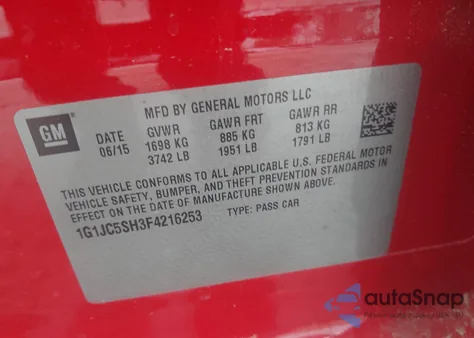 MFD BY GENERAL MOTORS LLC
GM
DATE GVWR GAWR FRT GAWR RR
06/15 1698 KG 885 KG 813 KG
3742 LB 1951 LB 1791 LB
THIS VEHICLE CONFORMS TO ALL APPLICABLE U.S. FEDERAL MOTOR
VEHICLE SAFETY, BUMPER, AND THEFT PREVENTION STANDARDS IN
EFFECT ON THE DATE OF MANUFACTURE SHOWN ABOVE.
1G1JC5SH3F4216253 TYPE: PASS CAR
autoSnap